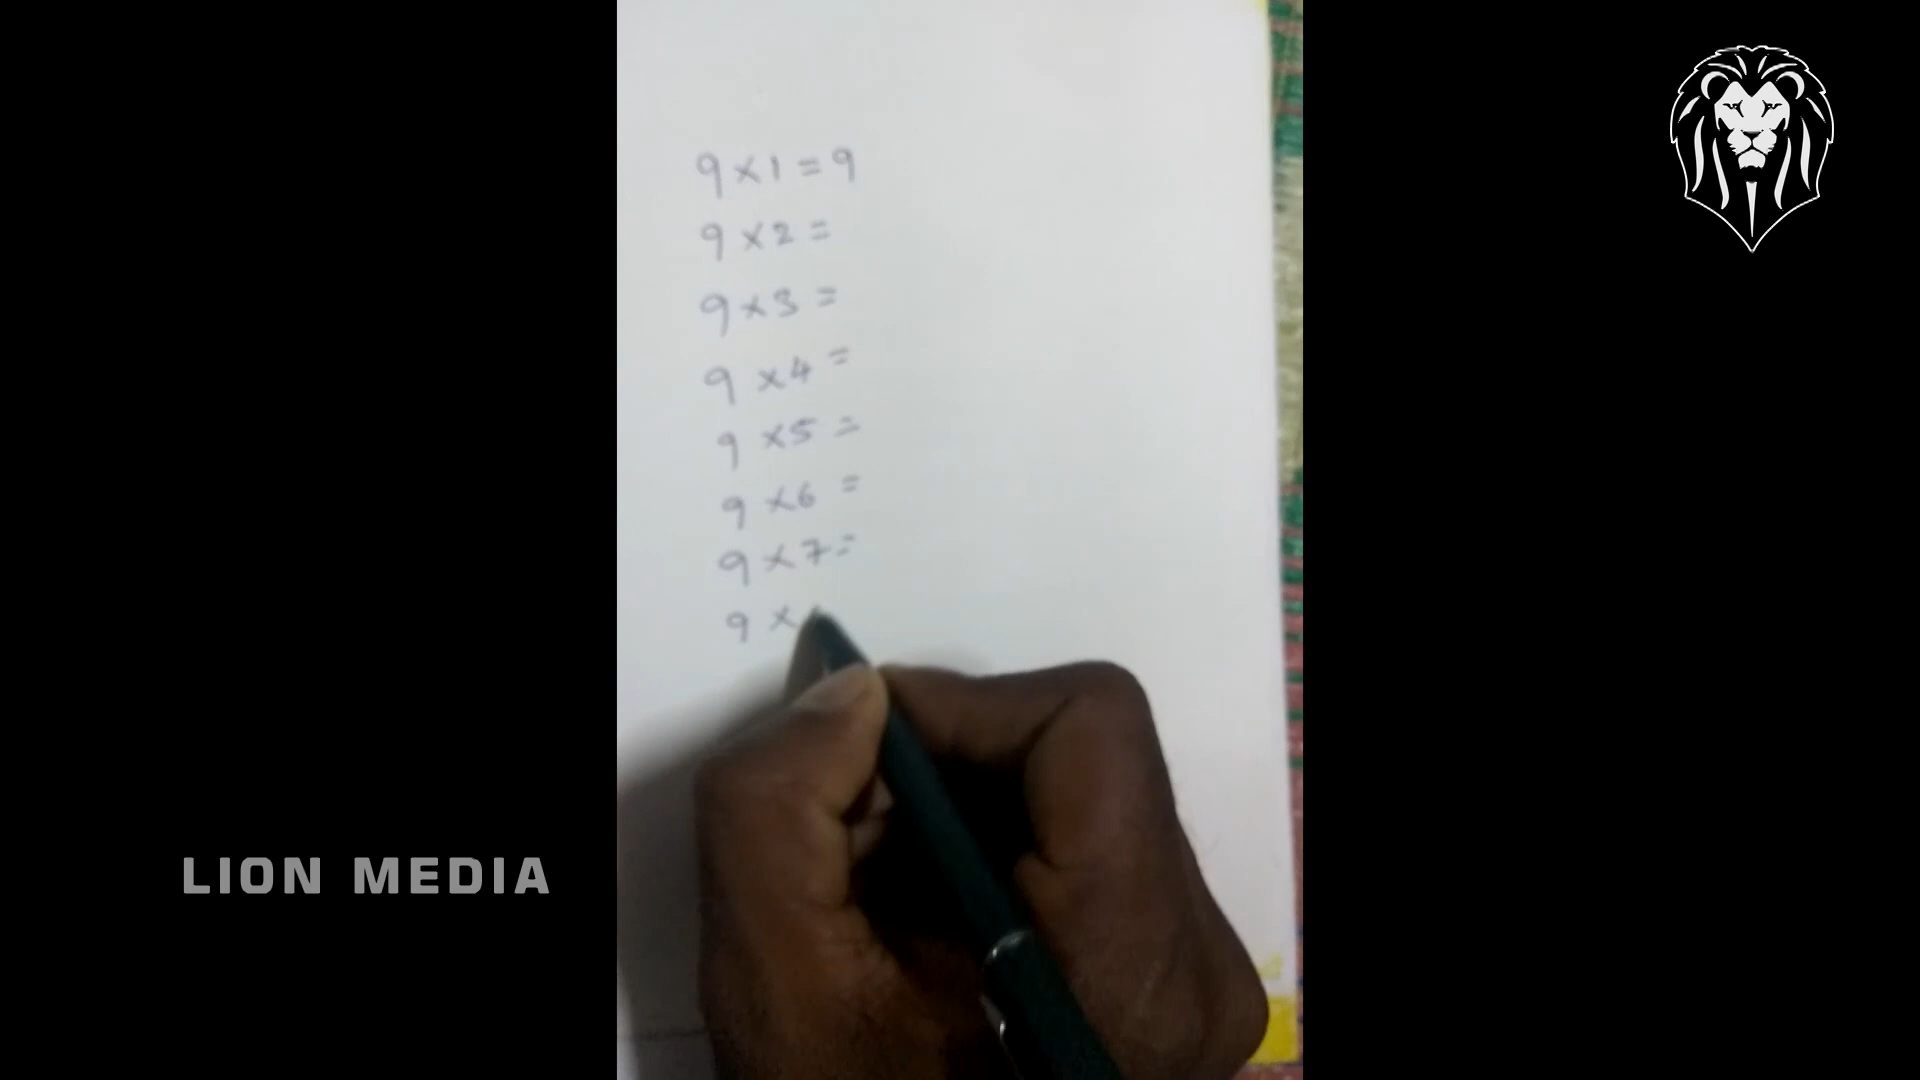 9 x 1 = 9
9 x 2 =
9 x 3 =
9 x 4 =
9 x 5 =
9 x 6 =
9 x 7 =
9 x
LION MEDIA